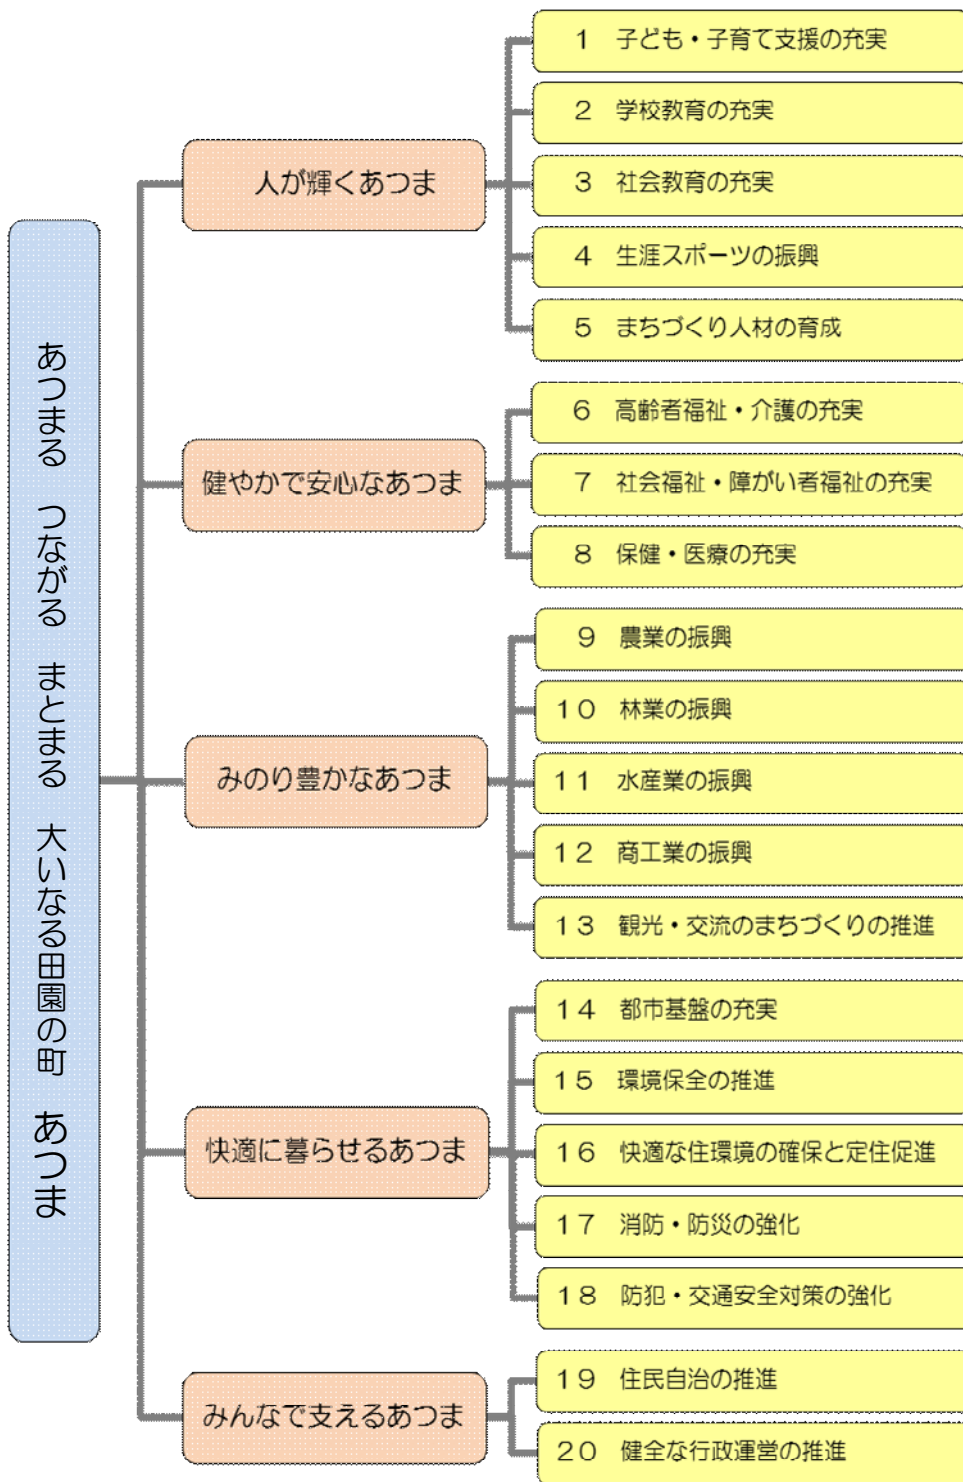 あつまる　つながる　まとまる　大いなる田園の町　あつま
人が輝くあつま
1　子ども・子育て支援の充実
2　学校教育の充実
3　社会教育の充実
4　生涯スポーツの振興
5　まちづくり人材の育成
健やかで安心なあつま
6　高齢者福祉・介護の充実
7　社会福祉・障がい者福祉の充実
8　保健・医療の充実
みのり豊かなあつま
9　農業の振興
10　林業の振興
11　水産業の振興
12　商工業の振興
13　観光・交流のまちづくりの推進
快適に暮らせるあつま
14　都市基盤の充実
15　環境保全の推進
16　快適な住環境の確保と定住促進
17　消防・防災の強化
18　防犯・交通安全対策の強化
みんなで支えるあつま
19　住民自治の推進
20　健全な行政運営の推進